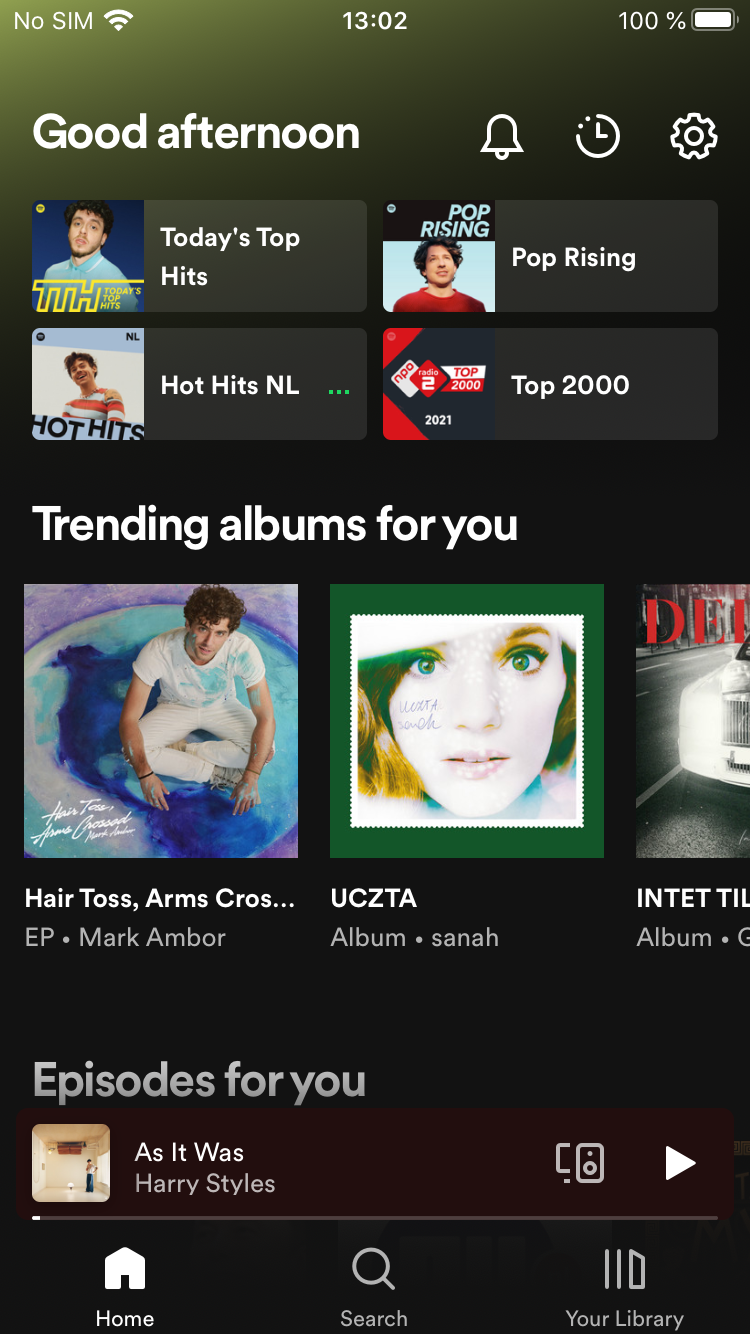 No SIM 13:02 100 %
Good afternoon
TTH TODAY'S
TOP
HITS
Today's Top
Hits
POP
RISING
Pop Rising
NL
HOT HITS
Hot Hits NL ...
npo radio 2 TOP
2000
2021
Top 2000
Trending albums for you
Hair Toss,
Arms Crossed
Mark Ambor
UCZTA
sanah
Hair Toss, Arms Cros...
EP • Mark Ambor
UCZTA
Album • sanah
INTET TIL
Album • G
Episodes for you
As It Was
Harry Styles
Home
Search
Your Library